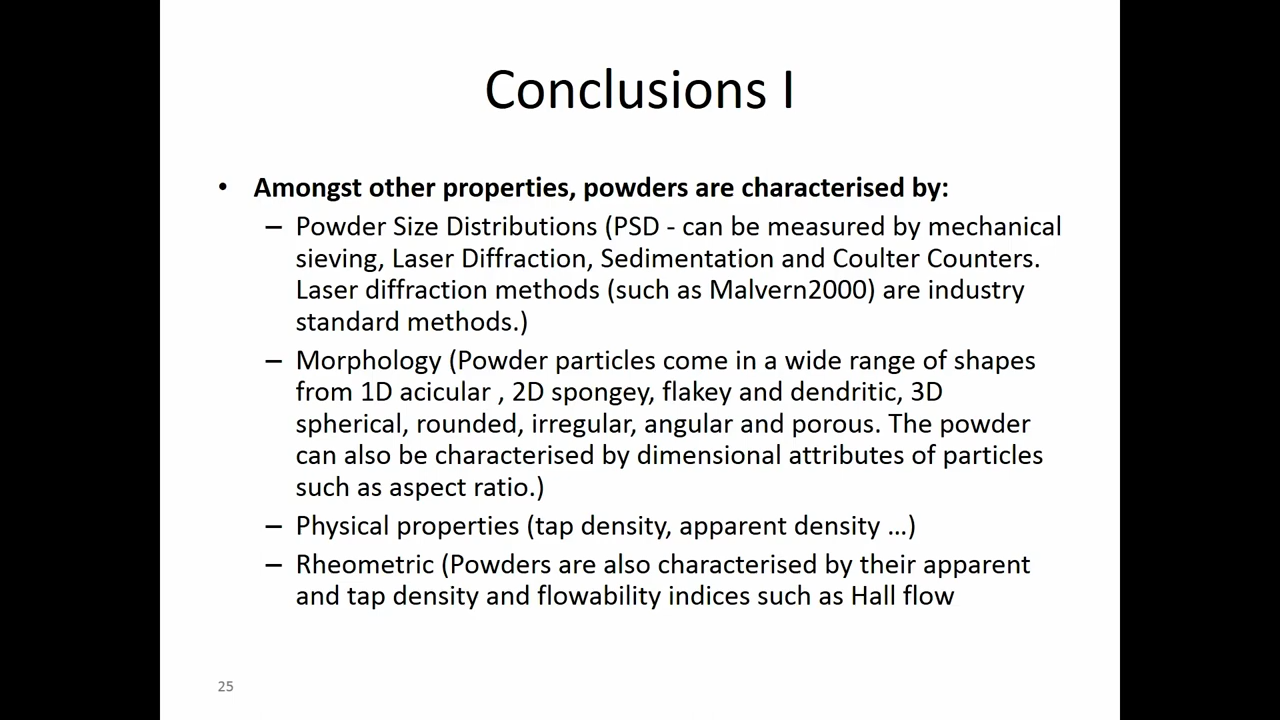 Conclusions I
• Amongst other properties, powders are characterised by:
– Powder Size Distributions (PSD - can be measured by mechanical
sieving, Laser Diffraction, Sedimentation and Coulter Counters.
Laser diffraction methods (such as Malvern2000) are industry
standard methods.)
– Morphology (Powder particles come in a wide range of shapes
from 1D acicular , 2D spongey, flakey and dendritic, 3D
spherical, rounded, irregular, angular and porous. The powder
can also be characterised by dimensional attributes of particles
such as aspect ratio.)
– Physical properties (tap density, apparent density …)
– Rheometric (Powders are also characterised by their apparent
and tap density and flowability indices such as Hall flow
25